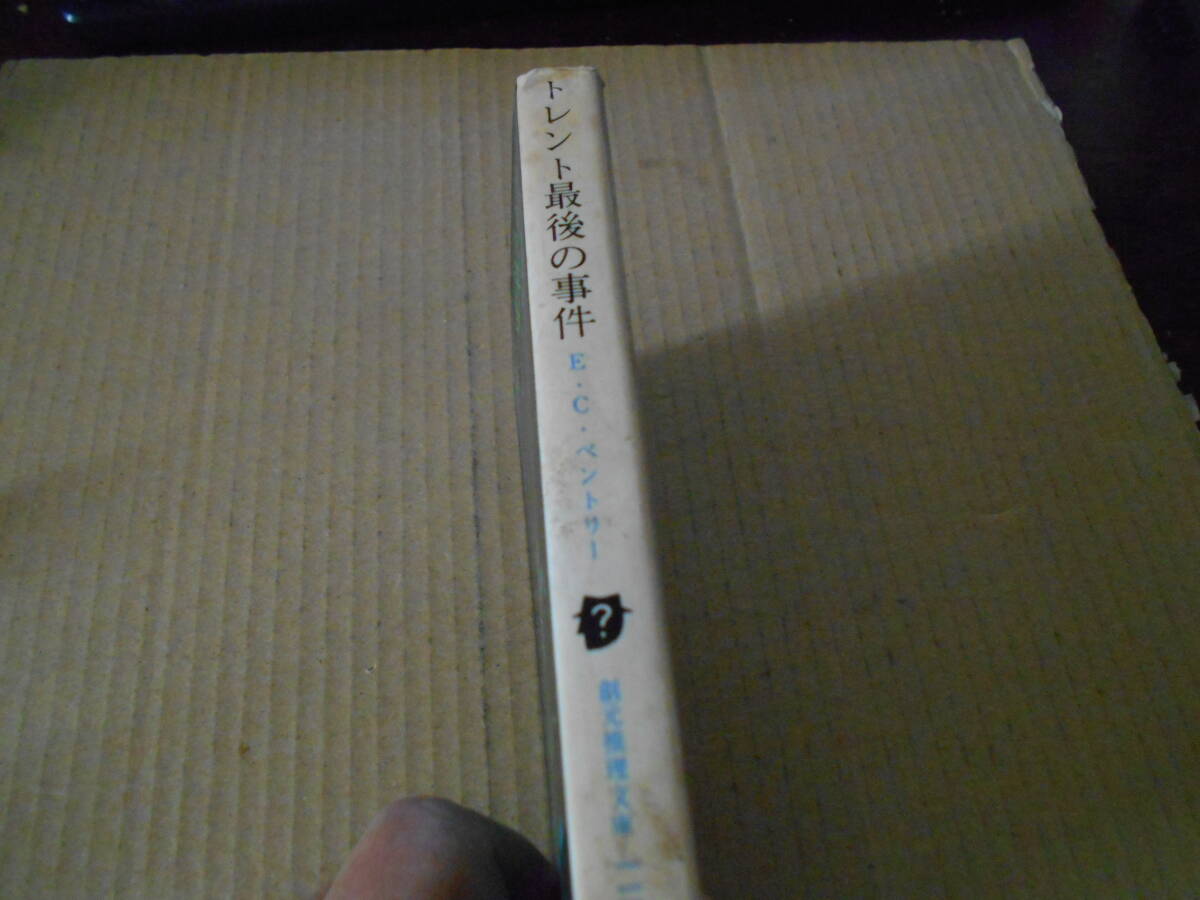 トレント最後の事件
E・C・ベントリー
?
創元推理文庫